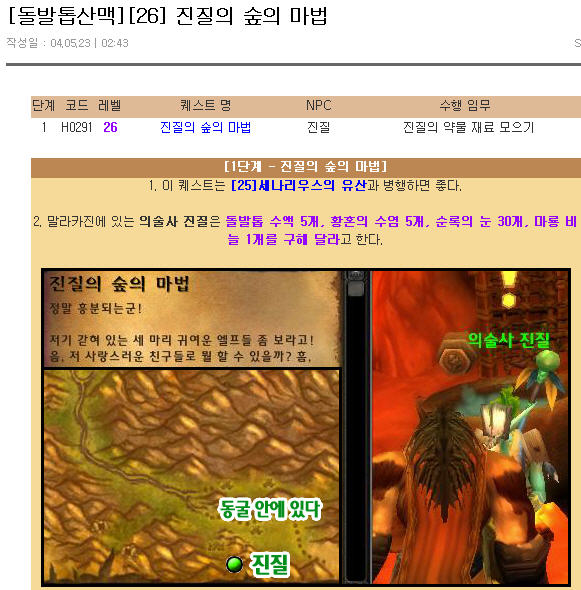 [돌발톱산맥][26] 진질의 숲의 마법
작성일 : 04,05,23 | 02:43
S
단계 코드 레벨 퀘스트 명 NPC 수행 임무
1 H0291 26 진질의 숲의 마법 진질 진질의 약물 재료 모으기
[1단계 - 진질의 숲의 마법]
1. 이 퀘스트는 [25]세나리우스의 유산과 병행하면 좋다.
2. 말라카진에 있는 의술사 진질은 돌발톱 수액 5개, 황혼의 수염 5개, 순록의 눈 30개, 마룡 비
늘 1개를 구해 달라고 한다.
진질의 숲의 마법
정말 흥분되는군!
저기 갇혀 있는 세 마리 귀여운 엘프들 좀 보라고!
음, 저 사랑스러운 친구들로 뭘 할 수 있을까? 흠,
의술사 진질
동굴 안에 있다
진질